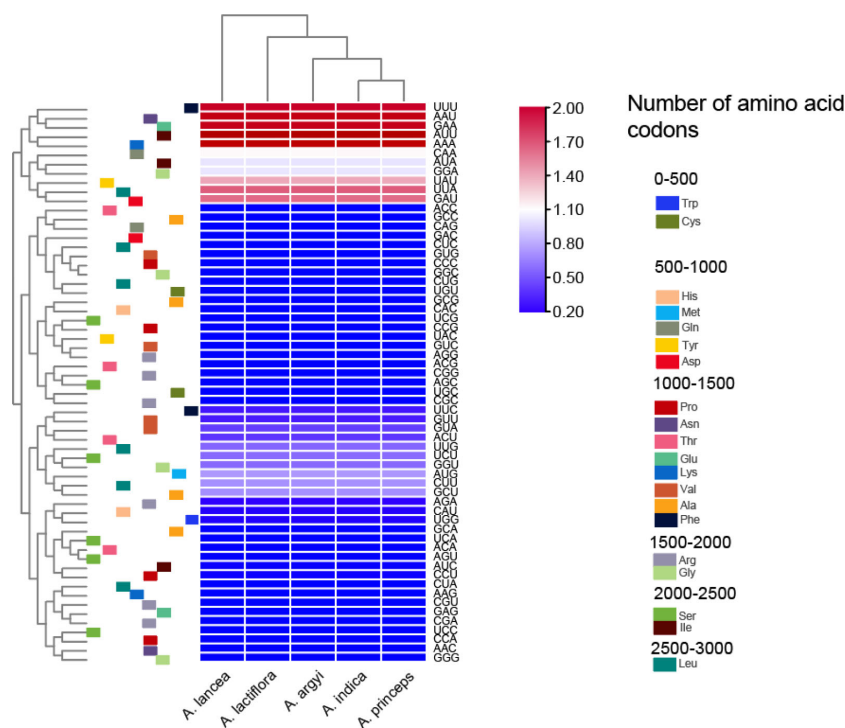 UUU
AAU
GAA
AUU
AAA
CAA
AUA
GGA
UAU
UUA
GAU
ACC
GCC
CAG
GAC
CUC
GUG
CCC
GGC
CUG
UGU
GCG
CAC
UCG
CCG
UAC
GUC
AGG
ACG
CGG
AGC
UGC
CGC
UUC
GUU
GUA
ACU
UUG
UCU
GGU
AUG
CUU
GCU
AGA
CAU
UGG
GCA
UCA
ACA
AGU
AUC
CCU
CUA
AAG
CGU
GAG
CGA
UCC
CCA
AAC
GGG
A. lancea
A. lactiflora
A. argyi
A. indica
A. princeps
2.00
1.70
1.40
1.10
0.80
0.50
0.20
Number of amino acid
codons
0-500
Trp
Cys
500-1000
His
Met
Gln
Tyr
Asp
1000-1500
Pro
Asn
Thr
Glu
Lys
Val
Ala
Phe
1500-2000
Arg
Gly
2000-2500
Ser
Ile
2500-3000
Leu